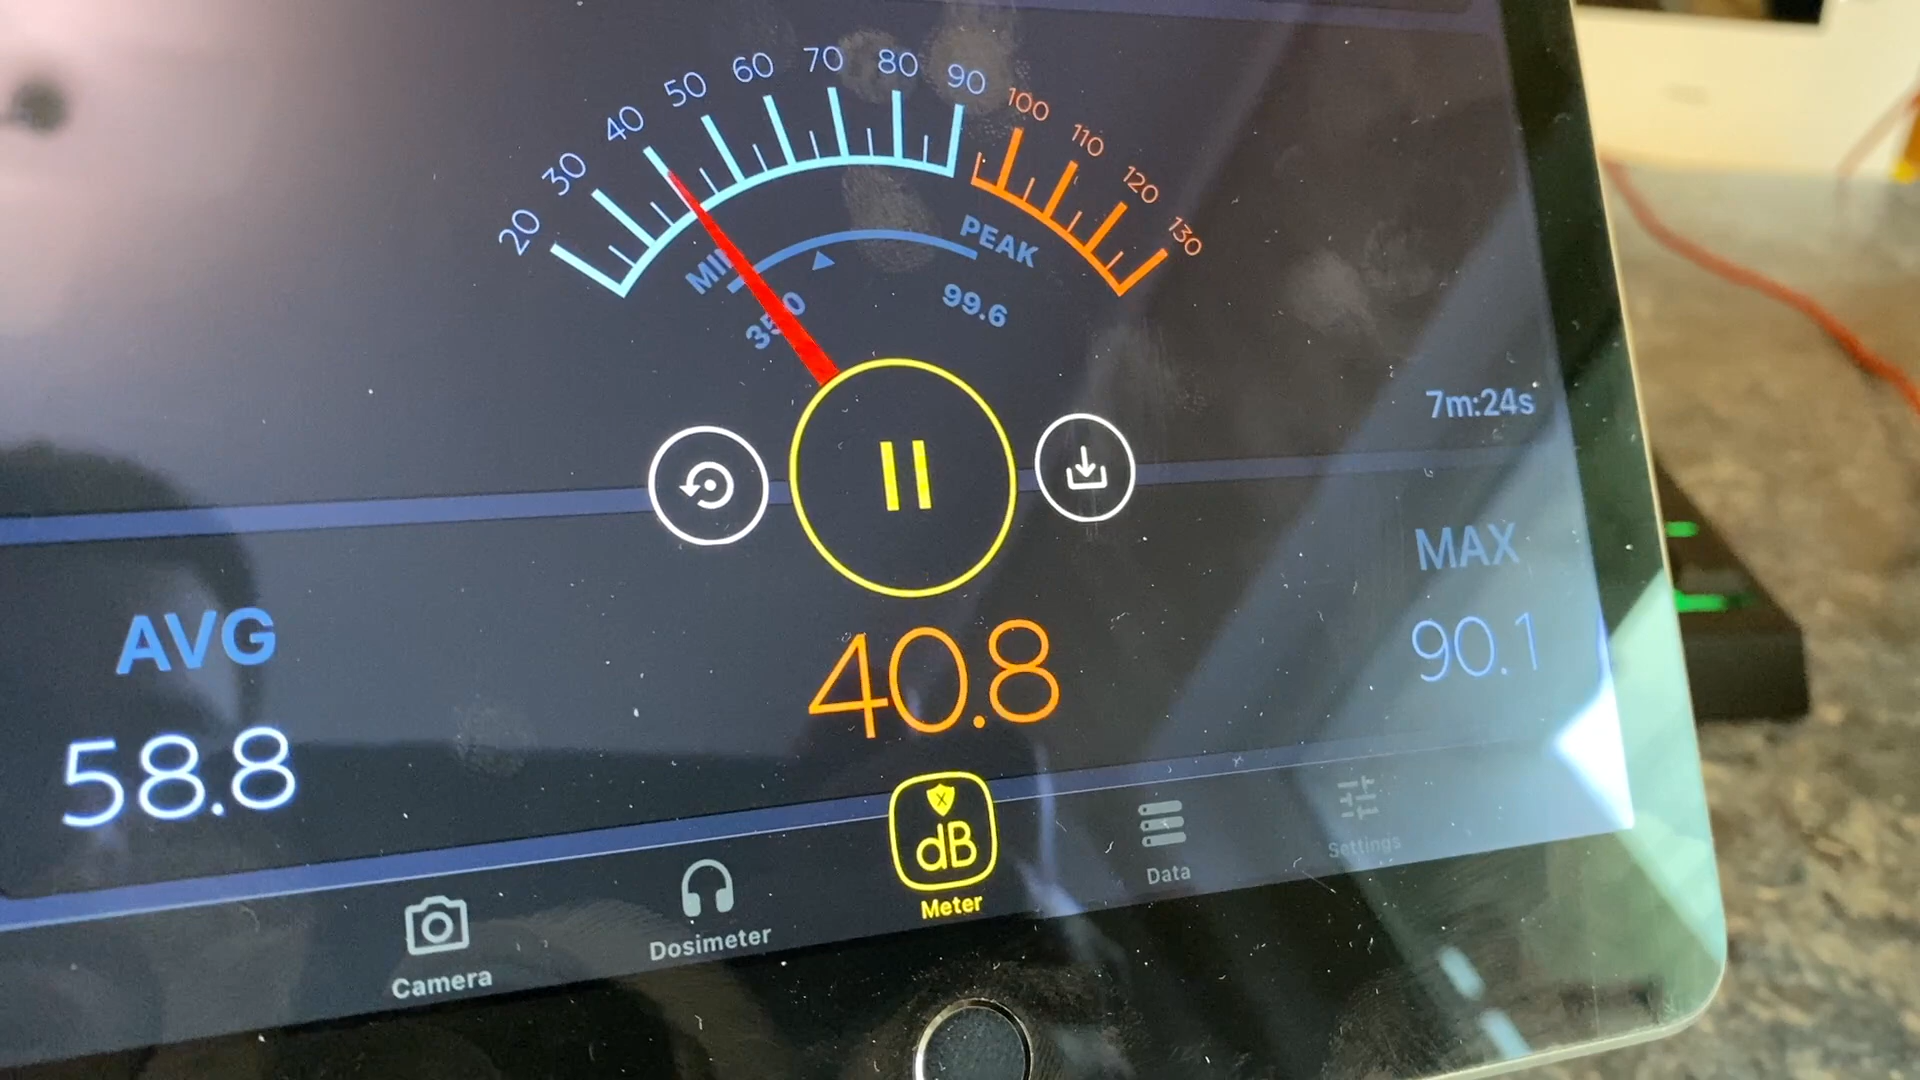 20 30 40 50 60 70 80 90 100 110 120 130
MIN PEAK
99.6
7m:24s
AVG
58.8
40.8
MAX
90.1
dB
Camera
Dosimeter
Meter
Data
Settings